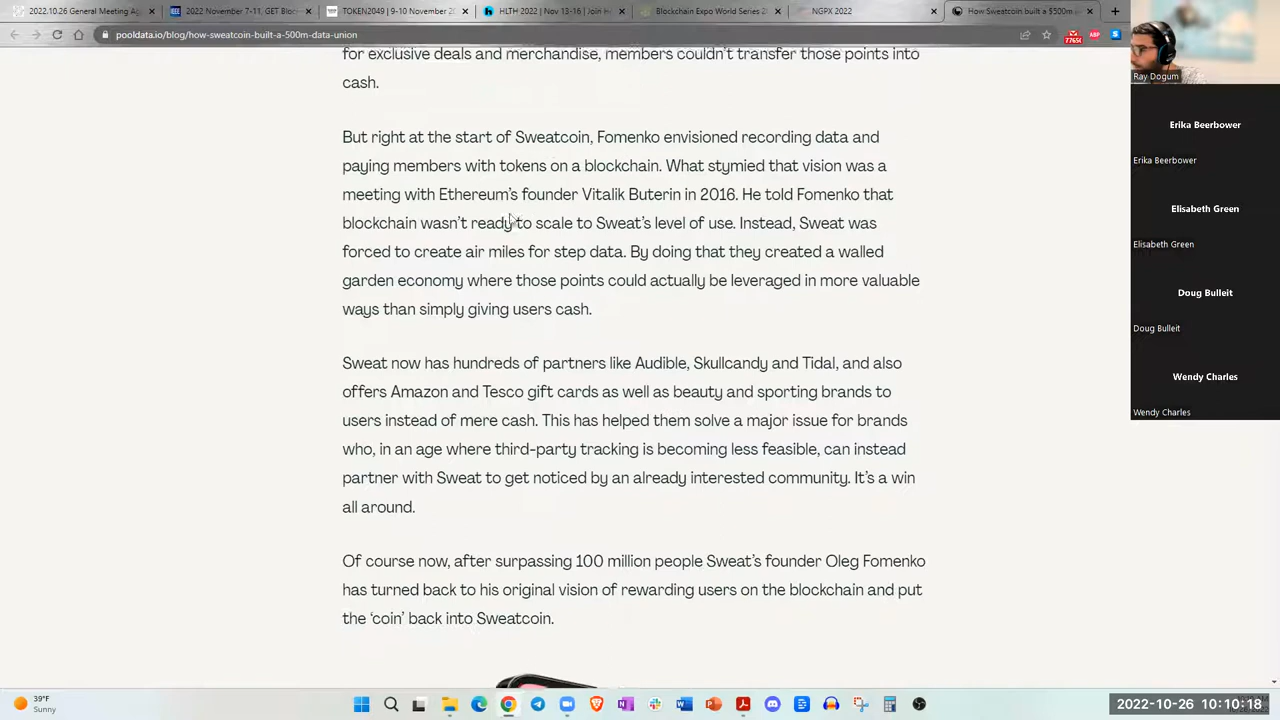 2022.10.26 General Meeting Ag
2022 November 7-11, GET Bloc
TOKEN2049 | 9-10 November 20
HLTH 2022 | Nov 13-16 | Join in
Blockchain Expo World Series 2
NGPX 2022
How Sweatcoin built a $500m
pooldata.io/blog/how-sweatcoin-built-a-500m-data-union
ABP
for exclusive deals and merchandise, members couldn't transfer those points into
cash.
But right at the start of Sweatcoin, Fomenko envisioned recording data and
paying members with tokens on a blockchain. What stymied that vision was a
meeting with Ethereum's founder Vitalik Buterin in 2016. He told Fomenko that
blockchain wasn't ready to scale to Sweat's level of use. Instead, Sweat was
forced to create air miles for step data. By doing that they created a walled
garden economy where those points could actually be leveraged in more valuable
ways than simply giving users cash.
Sweat now has hundreds of partners like Audible, Skullcandy and Tidal, and also
offers Amazon and Tesco gift cards as well as beauty and sporting brands to
users instead of mere cash. This has helped them solve a major issue for brands
who, in an age where third-party tracking is becoming less feasible, can instead
partner with Sweat to get noticed by an already interested community. It's a win
all around.
Of course now, after surpassing 100 million people Sweat's founder Oleg Fomenko
has turned back to his original vision of rewarding users on the blockchain and put
the 'coin' back into Sweatcoin.
Ray Dogum
Erika Beerbower
Erika Beerbower
Elisabeth Green
Elisabeth Green
Doug Bulleit
Doug Bulleit
Wendy Charles
Wendy Charles
39°F
Sunny
2022-10-26 10:10:18